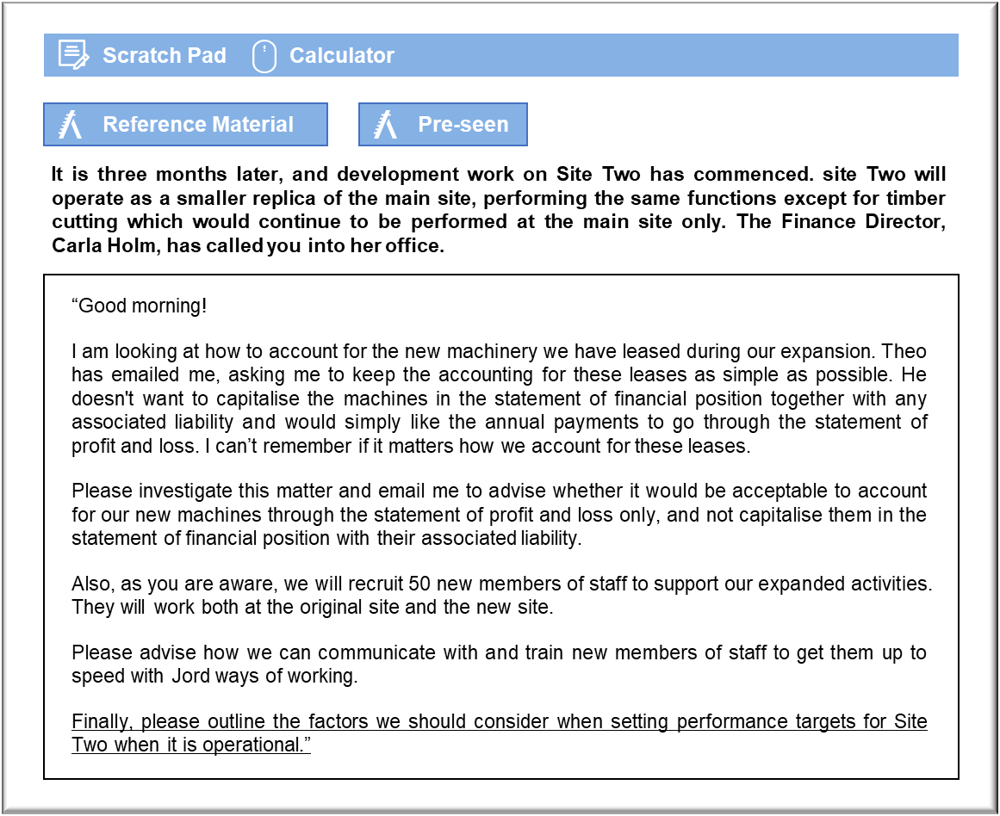 Scratch Pad Calculator
Reference Material Pre-seen
It is three months later, and development work on Site Two has commenced. site Two will
operate as a smaller replica of the main site, performing the same functions except for timber
cutting which would continue to be performed at the main site only. The Finance Director,
Carla Holm, has called you into her office.
“Good morning!
I am looking at how to account for the new machinery we have leased during our expansion. Theo
has emailed me, asking me to keep the accounting for these leases as simple as possible. He
doesn't want to capitalise the machines in the statement of financial position together with any
associated liability and would simply like the annual payments to go through the statement of
profit and loss. I can’t remember if it matters how we account for these leases.
Please investigate this matter and email me to advise whether it would be acceptable to account
for our new machines through the statement of profit and loss only, and not capitalise them in the
statement of financial position with their associated liability.
Also, as you are aware, we will recruit 50 new members of staff to support our expanded activities.
They will work both at the original site and the new site.
Please advise how we can communicate with and train new members of staff to get them up to
speed with Jord ways of working.
Finally, please outline the factors we should consider when setting performance targets for Site
Two when it is operational.”